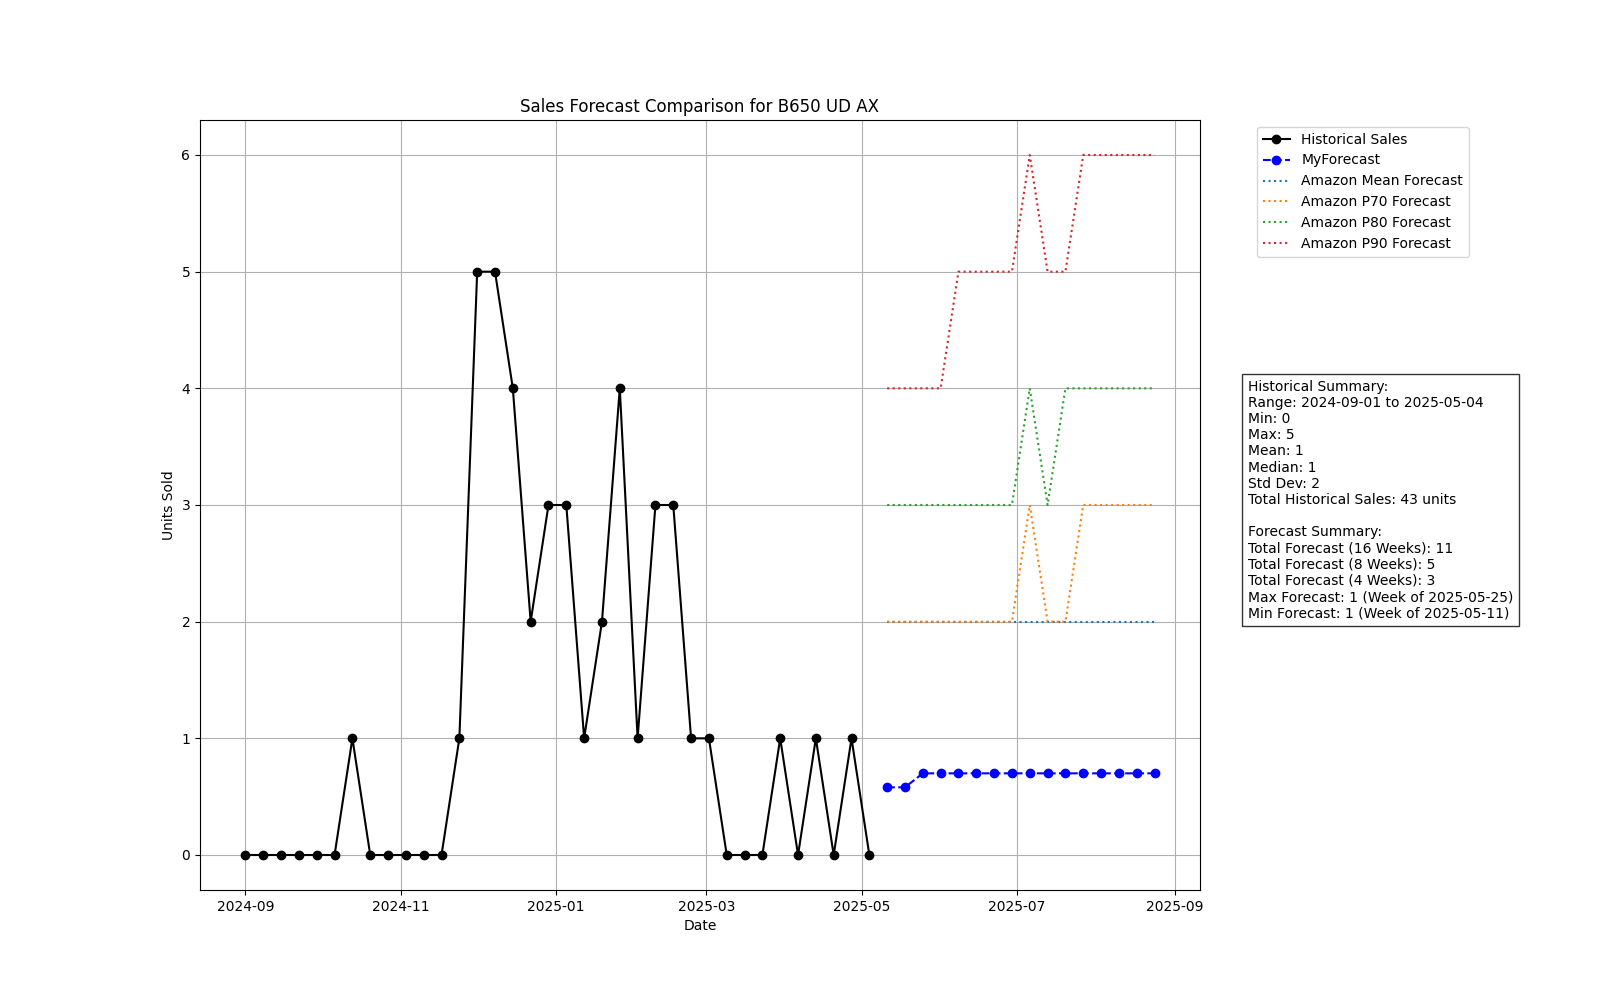 Sales Forecast Comparison for B650 UD AX
Units Sold
6
5
4
3
2
1
0
2024-09
2024-11
2025-01
2025-03
2025-05
2025-07
2025-09
Date
Historical Sales
MyForecast
Amazon Mean Forecast
Amazon P70 Forecast
Amazon P80 Forecast
Amazon P90 Forecast
Historical Summary:
Range: 2024-09-01 to 2025-05-04
Min: 0
Max: 5
Mean: 1
Median: 1
Std Dev: 2
Total Historical Sales: 43 units
Forecast Summary:
Total Forecast (16 Weeks): 11
Total Forecast (8 Weeks): 5
Total Forecast (4 Weeks): 3
Max Forecast: 1 (Week of 2025-05-25)
Min Forecast: 1 (Week of 2025-05-11)